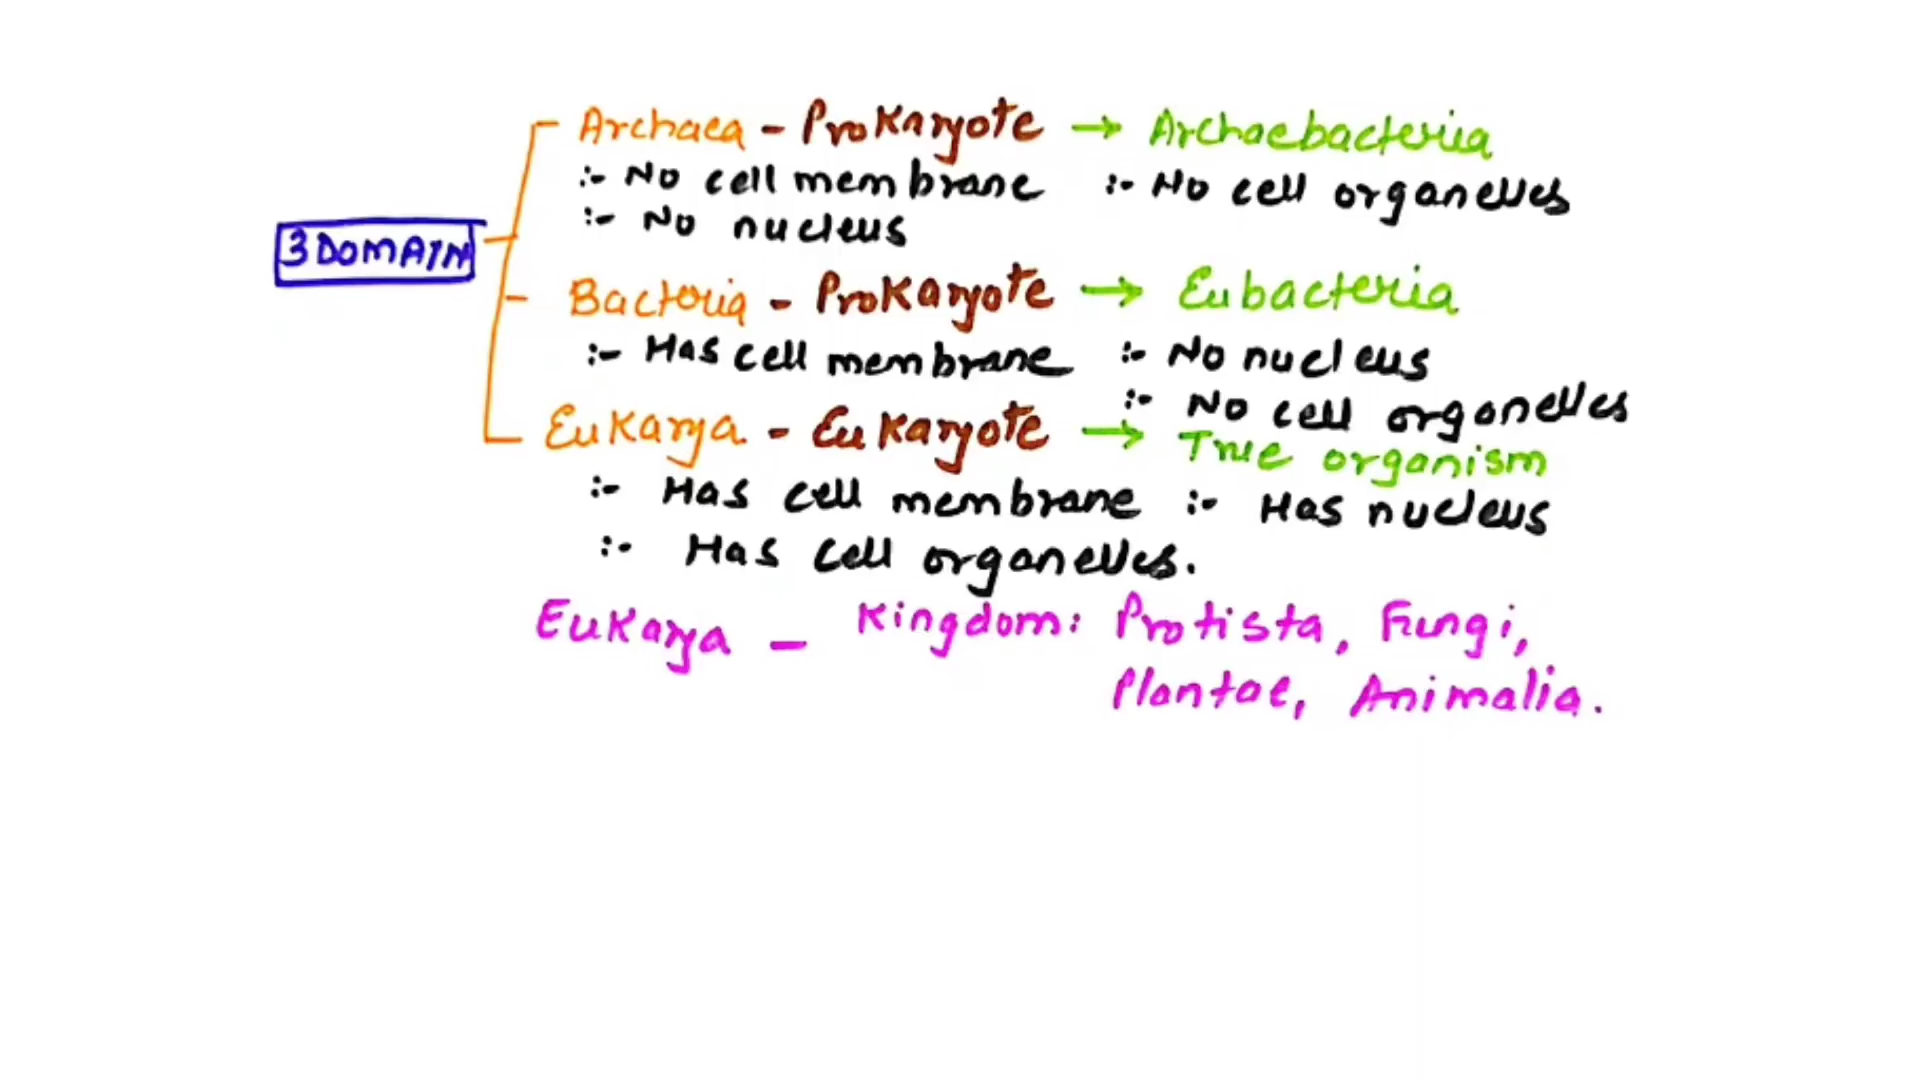 3 DOMAIN
Archaea - Prokaryote → Archaebacteria
:- No cell membrane :- No cell organelles
:- No nucleus
Bacteria - Prokaryote → Eubacteria
:- Has cell membrane :- No nucleus
:- No cell organelles
Eukarya - Eukaryote → True organism
:- Has cell membrane :- Has nucleus
:- Has cell organelles.
Eukarya - Kingdom: Protista, Fungi,
Plantae, Animalia.